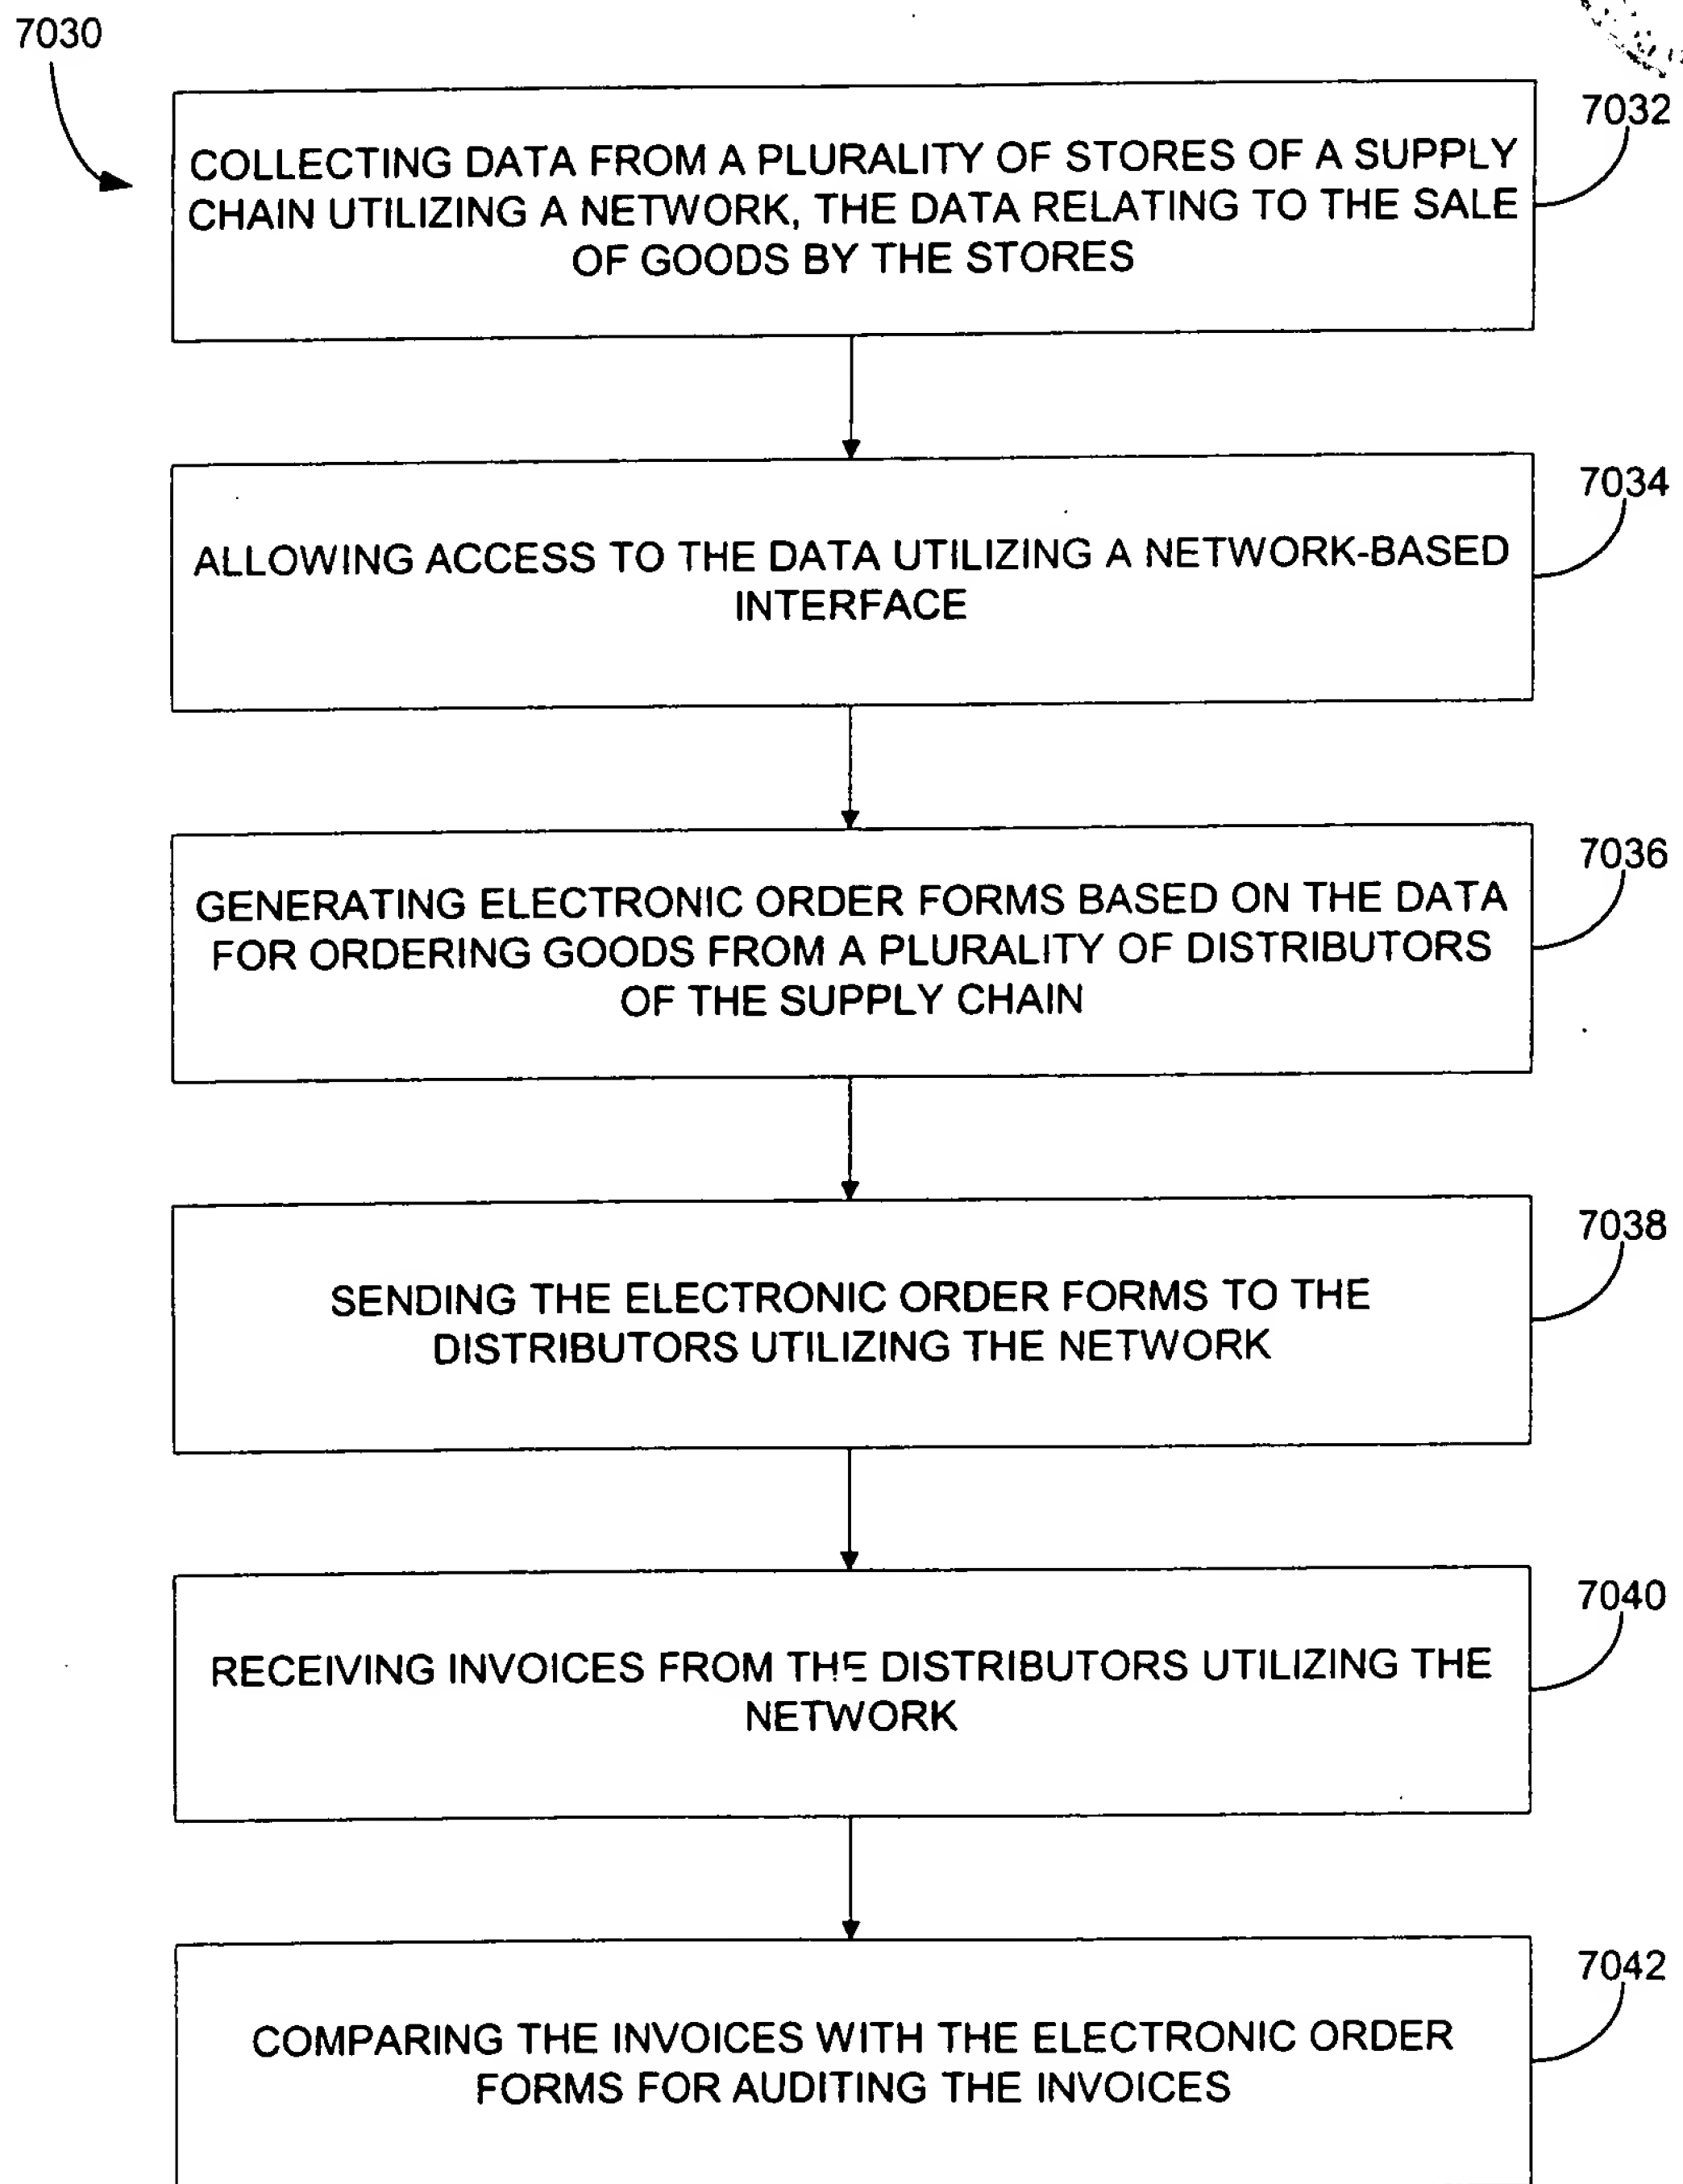 7030
7032
COLLECTING DATA FROM A PLURALITY OF STORES OF A SUPPLY
CHAIN UTILIZING A NETWORK, THE DATA RELATING TO THE SALE
OF GOODS BY THE STORES
7034
ALLOWING ACCESS TO THE DATA UTILIZING A NETWORK-BASED
INTERFACE
7036
GENERATING ELECTRONIC ORDER FORMS BASED ON THE DATA
FOR ORDERING GOODS FROM A PLURALITY OF DISTRIBUTORS
OF THE SUPPLY CHAIN
7038
SENDING THE ELECTRONIC ORDER FORMS TO THE
DISTRIBUTORS UTILIZING THE NETWORK
7040
RECEIVING INVOICES FROM THE DISTRIBUTORS UTILIZING THE
NETWORK
7042
COMPARING THE INVOICES WITH THE ELECTRONIC ORDER
FORMS FOR AUDITING THE INVOICES